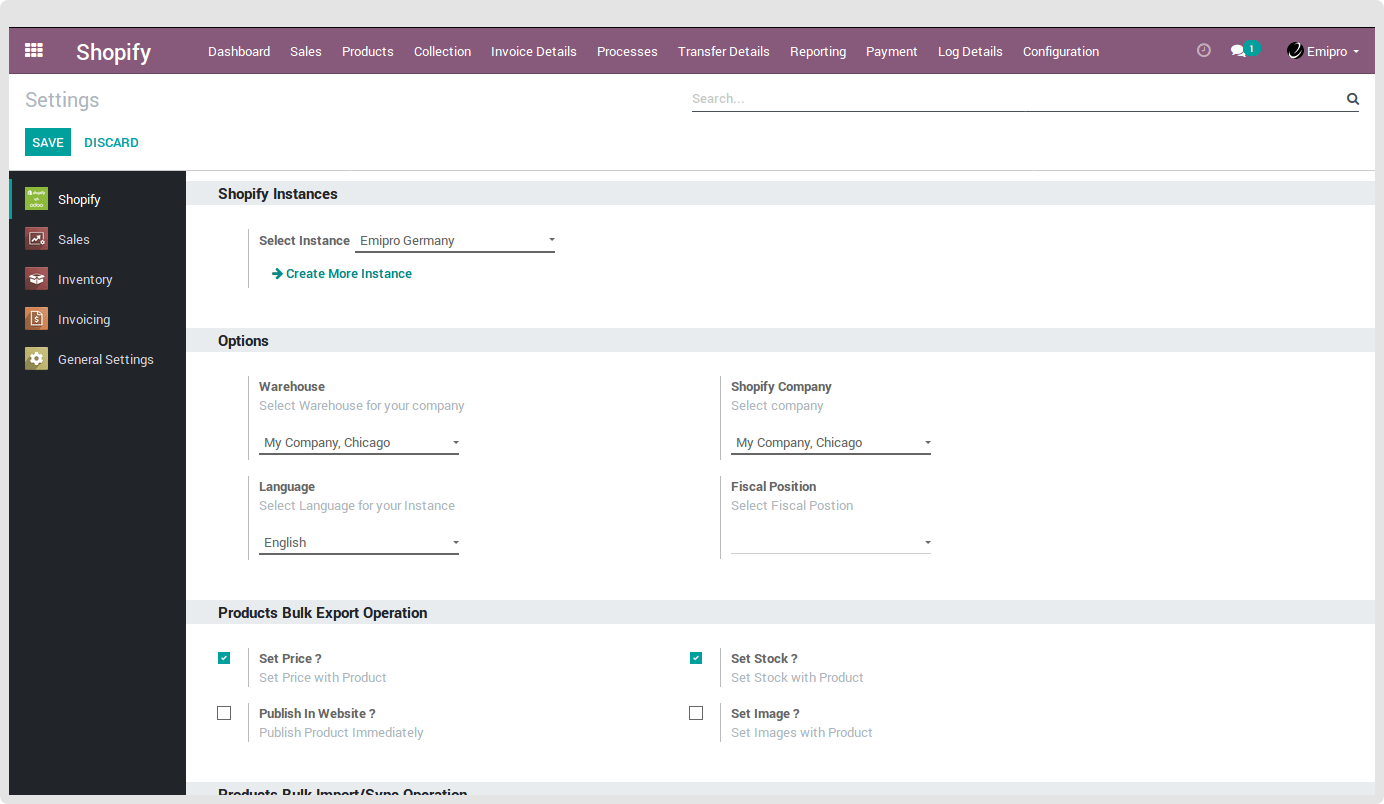 Shopify Dashboard Sales Products Collection Invoice Details Processes Transfer Details Reporting Payment Log Details Configuration 1 Emipro
Settings Search...
SAVE DISCARD
Shopify
Sales
Inventory
Invoicing
General Settings
Shopify Instances
Select Instance Emipro Germany
Create More Instance
Options
Warehouse Shopify Company
Select Warehouse for your company Select company
My Company, Chicago My Company, Chicago
Language Fiscal Position
Select Language for your Instance Select Fiscal Postion
English
Products Bulk Export Operation
Set Price ? Set Stock ?
Set Price with Product Set Stock with Product
Publish In Website ? Set Image ?
Publish Product Immediately Set Images with Product
Products Bulk Import/Sync Operation